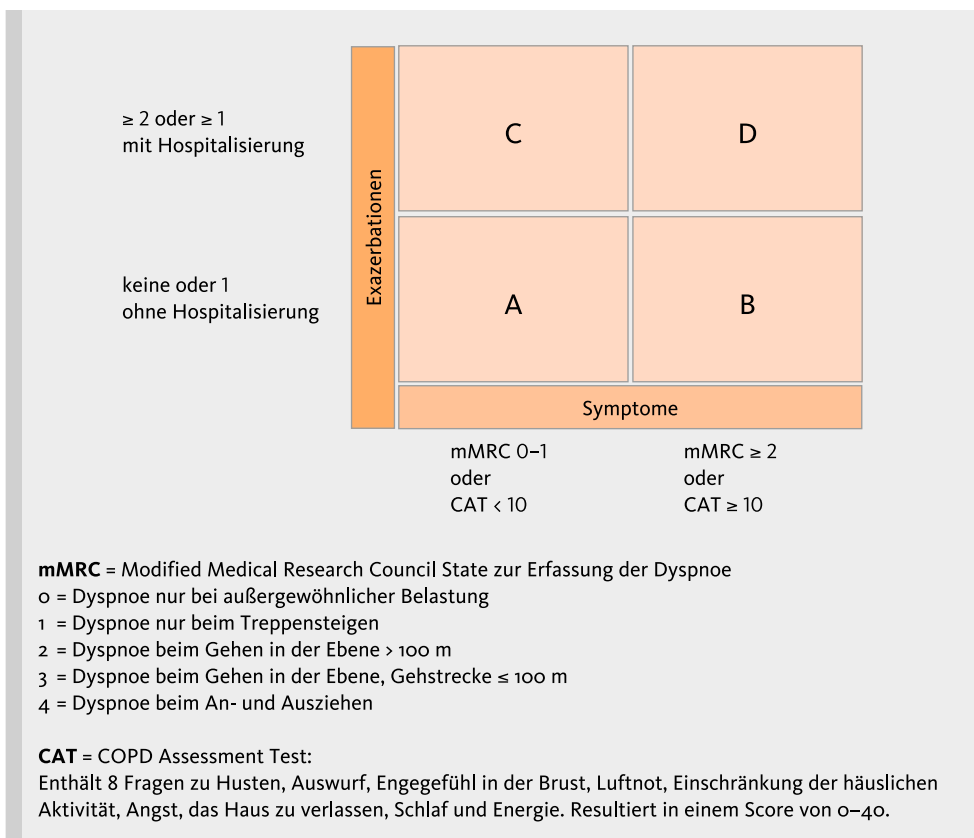 ≥ 2 oder ≥ 1
mit Hospitalisierung
C
D
Exazerbationen
keine oder 1
ohne Hospitalisierung
A
B
Symptome
mMRC 0–1
oder
CAT < 10
mMRC ≥ 2
oder
CAT ≥ 10
mMRC = Modified Medical Research Council State zur Erfassung der Dyspnoe
0 = Dyspnoe nur bei außergewöhnlicher Belastung
1 = Dyspnoe nur beim Treppensteigen
2 = Dyspnoe beim Gehen in der Ebene > 100 m
3 = Dyspnoe beim Gehen in der Ebene, Gehstrecke ≤ 100 m
4 = Dyspnoe beim An- und Ausziehen
CAT = COPD Assessment Test:
Enthält 8 Fragen zu Husten, Auswurf, Engegefühl in der Brust, Luftnot, Einschränkung der häuslichen
Aktivität, Angst, das Haus zu verlassen, Schlaf und Energie. Resultiert in einem Score von 0–40.